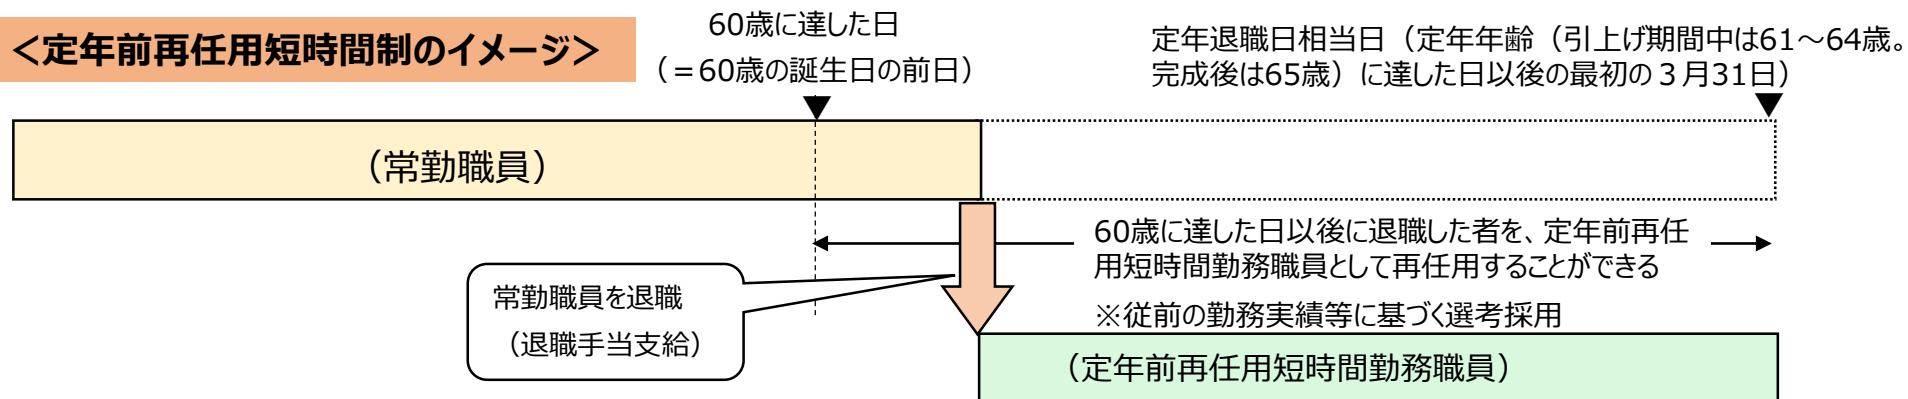 ＜定年前再任用短時間制のイメージ＞
60歳に達した日
（＝60歳の誕生日の前日）
定年退職日相当日（定年年齢（引上げ期間中は61～64歳。
完成後は65歳）に達した日以後の最初の３月31日）
（常勤職員）
60歳に達した日以後に退職した者を、定年前再任
用短時間勤務職員として再任用することができる
※従前の勤務実績等に基づく選考採用
常勤職員を退職
（退職手当支給）
（定年前再任用短時間勤務職員）